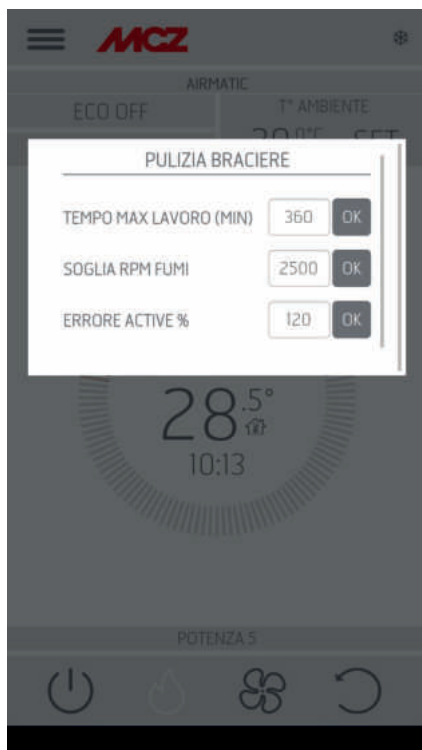 MCZ
AIRMATIC
ECO OFF
T° AMBIENTE
SET
PULIZIA BRACIERE
TEMPO MAX LAVORO (MIN) 360 OK
SOGLIA RPM FUMI 2500 OK
ERRORE ACTIVE % 120 OK
28.5°
10:13
POTENZA 5